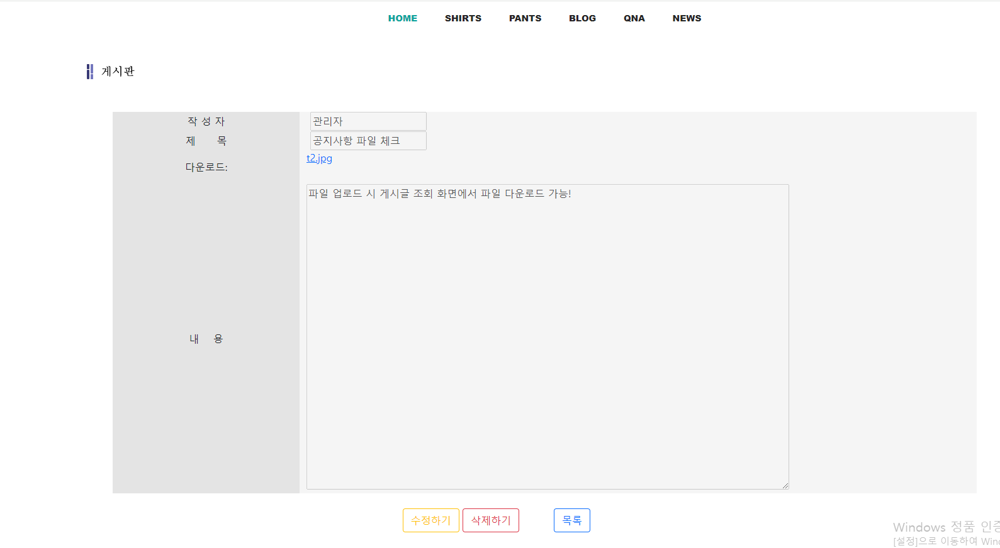 HOME SHIRTS PANTS BLOG QNA NEWS
게시판
작 성 자 관리자
제 목 공지사항 파일 체크
다운로드: t2.jpg
파일 업로드 시 게시글 조회 화면에서 파일 다운로드 가능!
내 용
수정하기 삭제하기 목록
Windows 정품 인증
[설정]으로 이동하여 Wind